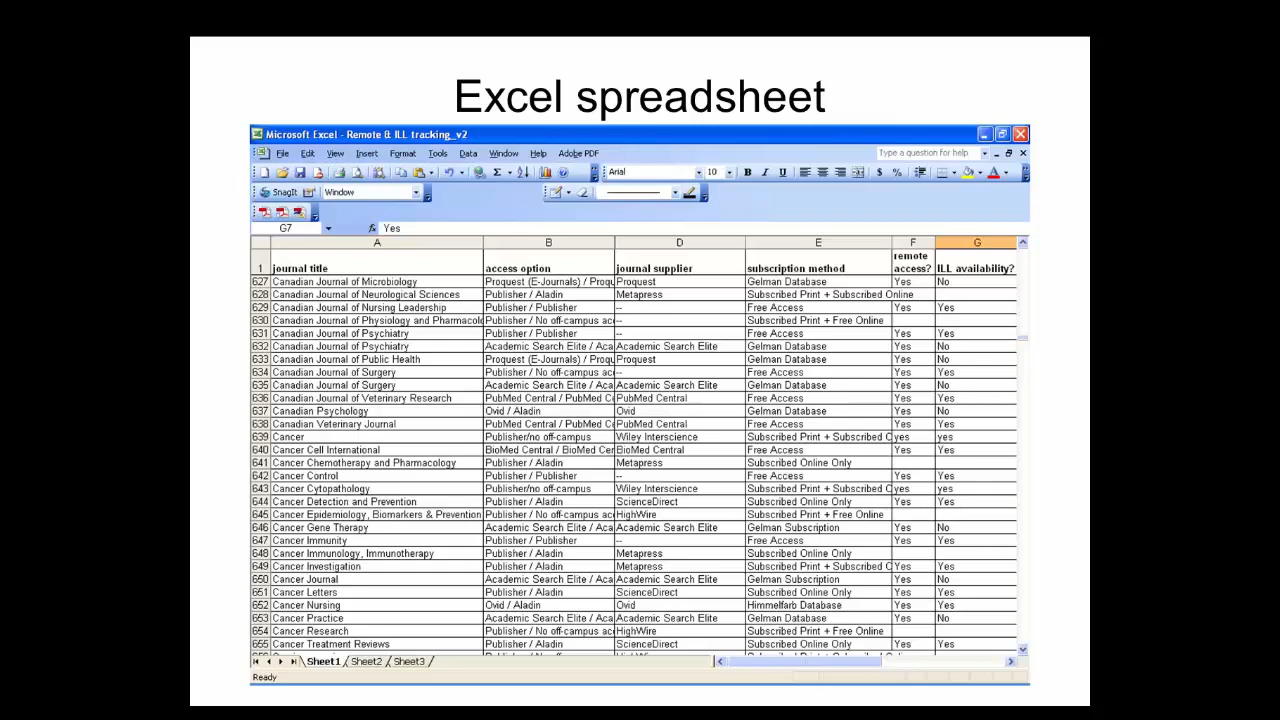 Excel spreadsheet
Microsoft Excel - Remote & ILL tracking_v2
File Edit View Insert Format Tools Data Window Help Adobe PDF Type a question for help
Arial 10 B I U $ %
SnagIt Window
G7 fx Yes
A B D E F G
1 journal title access option journal supplier subscription method remote access? ILL availability?
627 Canadian Journal of Microbiology Proquest (E-Journals) / Proqu Proquest Gelman Database Yes No
628 Canadian Journal of Neurological Sciences Publisher / Aladin Metapress Subscribed Print + Subscribed Online
629 Canadian Journal of Nursing Leadership Publisher / Publisher -- Free Access Yes Yes
630 Canadian Journal of Physiology and Pharmacolo Publisher / No off-campus ac -- Subscribed Print + Free Online
631 Canadian Journal of Psychiatry Publisher / Publisher -- Free Access Yes Yes
632 Canadian Journal of Psychiatry Academic Search Elite / Aca Academic Search Elite Gelman Database Yes No
633 Canadian Journal of Public Health Proquest (E-Journals) / Proqu Proquest Gelman Database Yes No
634 Canadian Journal of Surgery Publisher / No off-campus ac -- Free Access Yes Yes
635 Canadian Journal of Surgery Academic Search Elite / Aca Academic Search Elite Gelman Database Yes No
636 Canadian Journal of Veterinary Research PubMed Central / PubMed C PubMed Central Free Access Yes Yes
637 Canadian Psychology Ovid / Aladin Ovid Gelman Database Yes No
638 Canadian Veterinary Journal PubMed Central / PubMed C PubMed Central Free Access Yes Yes
639 Cancer Publisher/no off-campus Wiley Interscience Subscribed Print + Subscribed O yes yes
640 Cancer Cell International BioMed Central / BioMed Cer BioMed Central Free Access Yes Yes
641 Cancer Chemotherapy and Pharmacology Publisher / Aladin Metapress Subscribed Online Only
642 Cancer Control Publisher / Publisher -- Free Access Yes Yes
643 Cancer Cytopathology Publisher/no off-campus Wiley Interscience Subscribed Print + Subscribed O yes yes
644 Cancer Detection and Prevention Publisher / Aladin ScienceDirect Subscribed Online Only Yes Yes
645 Cancer Epidemiology, Biomarkers & Prevention Publisher / No off-campus ac HighWire Subscribed Print + Free Online
646 Cancer Gene Therapy Academic Search Elite / Aca Academic Search Elite Gelman Subscription Yes No
647 Cancer Immunity Publisher / Publisher -- Free Access Yes Yes
648 Cancer Immunology, Immunotherapy Publisher / Aladin Metapress Subscribed Online Only
649 Cancer Investigation Publisher / Aladin Metapress Subscribed Print + Subscribed O Yes Yes
650 Cancer Journal Academic Search Elite / Aca Academic Search Elite Gelman Subscription Yes No
651 Cancer Letters Publisher / Aladin ScienceDirect Subscribed Online Only Yes Yes
652 Cancer Nursing Ovid / Aladin Ovid Himmelfarb Database Yes Yes
653 Cancer Practice Academic Search Elite / Aca Academic Search Elite Gelman Database Yes No
654 Cancer Research Publisher / No off-campus ac HighWire Subscribed Print + Free Online
655 Cancer Treatment Reviews Publisher / Aladin ScienceDirect Subscribed Online Only Yes Yes
Sheet1 Sheet2 Sheet3
Ready